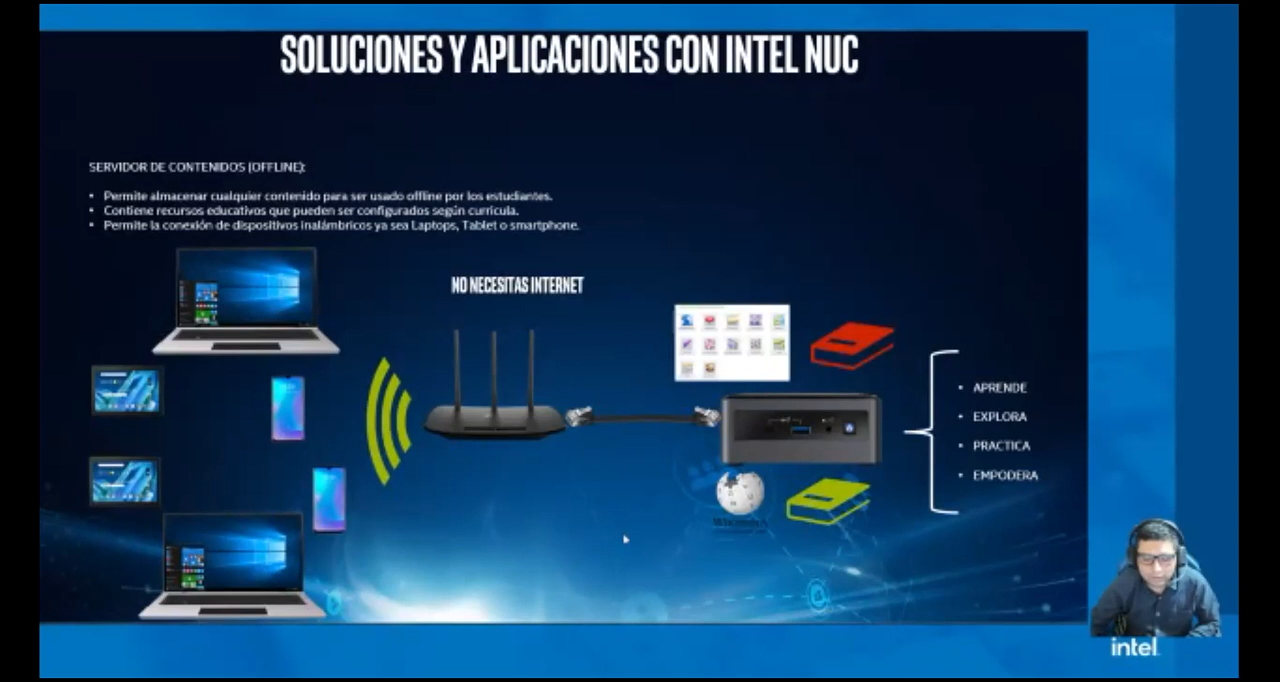 SOLUCIONES Y APLICACIONES CON INTEL NUC
SERVIDOR DE CONTENIDOS (OFFLINE):
• Permite almacenar cualquier contenido para ser usado offline por los estudiantes.
• Contiene recursos educativos que pueden ser configurados según curricula.
• Permite la conexión de dispositivos inalámbricos ya sea Laptops, Tablet o smartphone.
NO NECESITAS INTERNET
• APRENDE
• EXPLORA
• PRACTICA
• EMPODERA
intel